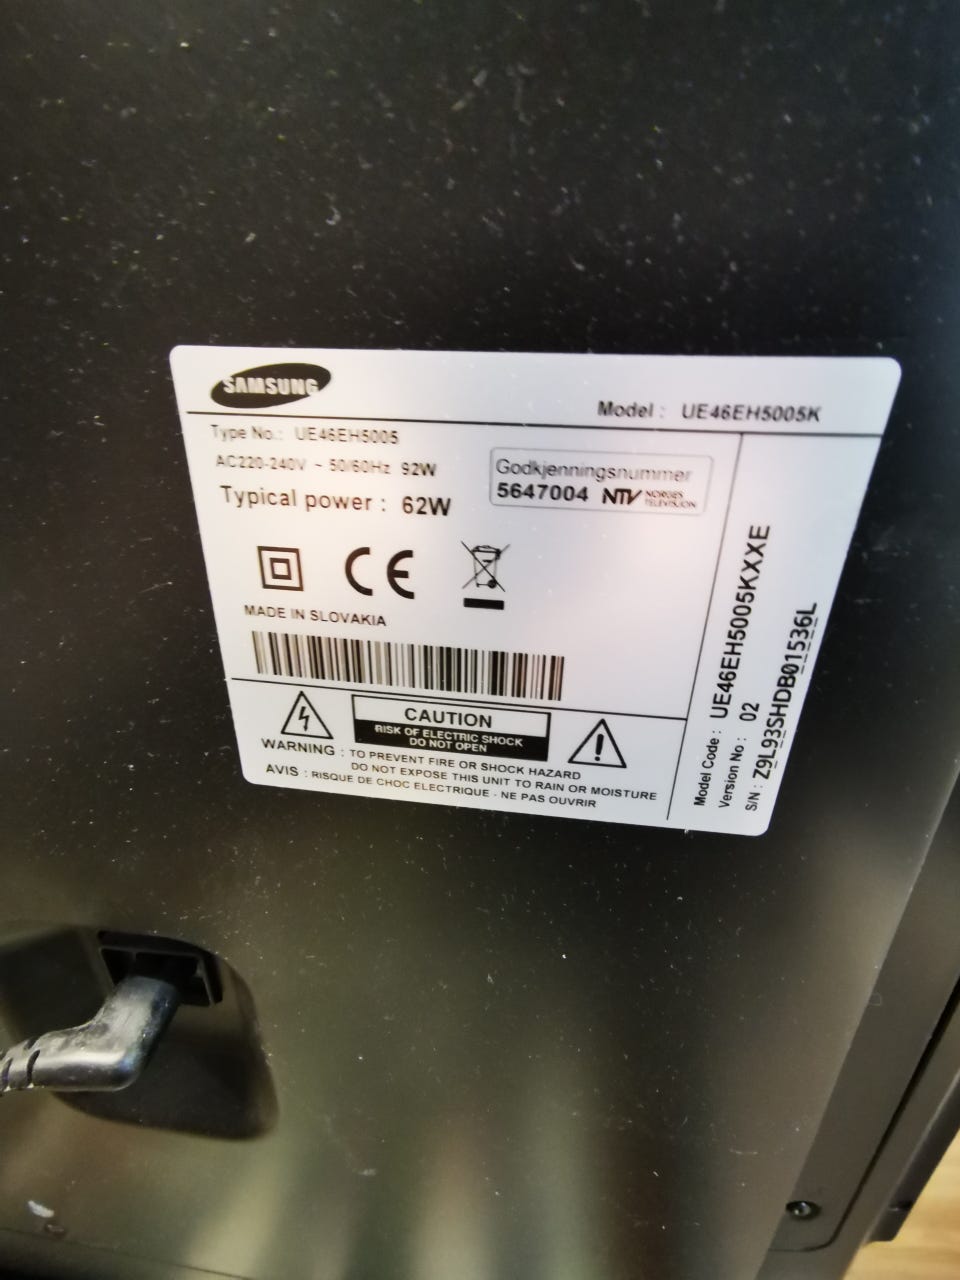 SAMSUNG
Model : UE46EH5005K
Type No.: UE46EH5005
AC220-240V ~ 50/60Hz 92W
Typical power : 62W
Godkjenningsnummer
5647004 NTV NORGES
TELEVISJON
CE
MADE IN SLOVAKIA
CAUTION
RISK OF ELECTRIC SHOCK
DO NOT OPEN
WARNING : TO PREVENT FIRE OR SHOCK HAZARD
DO NOT EXPOSE THIS UNIT TO RAIN OR MOISTURE
AVIS : RISQUE DE CHOC ELECTRIQUE - NE PAS OUVRIR
Model Code : UE46EH5005KXXXE
Version No : 02
S/N : Z9L93SHDB01536L